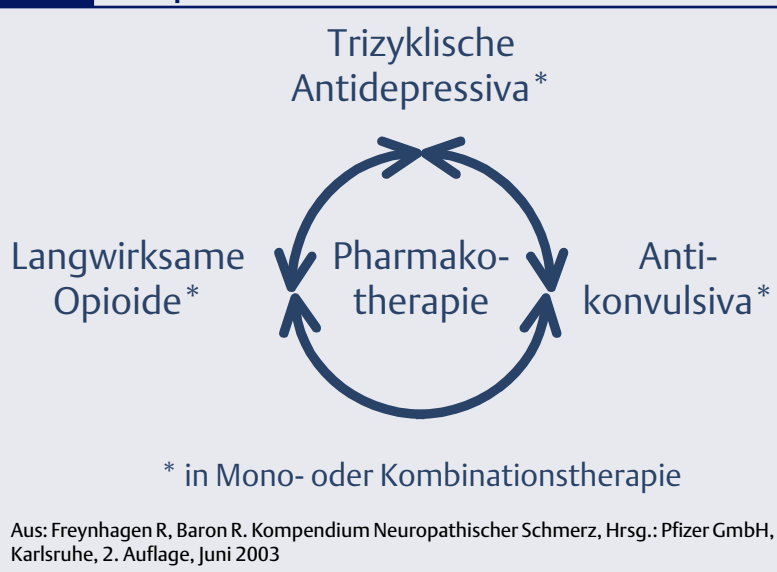 Trizyklische
Antidepressiva*
Langwirksame
Opioide*
Pharmako-
therapie
Anti-
konvulsiva*
* in Mono- oder Kombinationstherapie
Aus: Freynhagen R, Baron R. Kompendium Neuropathischer Schmerz, Hrsg.: Pfizer GmbH,
Karlsruhe, 2. Auflage, Juni 2003